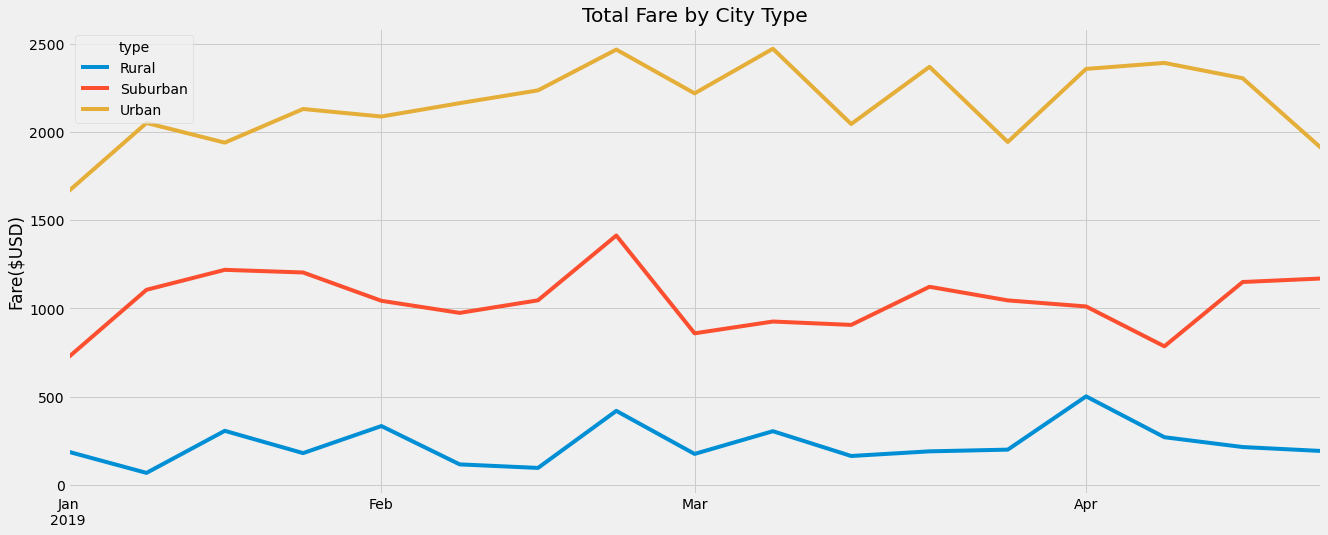 Total Fare by City Type
type
Rural
Suburban
Urban
Fare($USD)
2500
2000
1500
1000
500
0
Jan
2019
Feb
Mar
Apr